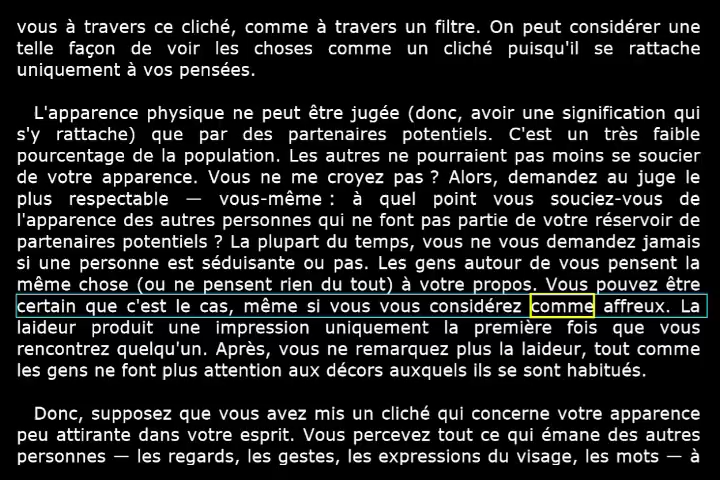 vous à travers ce cliché, comme à travers un filtre. On peut considérer une
telle façon de voir les choses comme un cliché puisqu'il se rattache
uniquement à vos pensées.
L'apparence physique ne peut être jugée (donc, avoir une signification qui
s'y rattache) que par des partenaires potentiels. C'est un très faible
pourcentage de la population. Les autres ne pourraient pas moins se soucier
de votre apparence. Vous ne me croyez pas ? Alors, demandez au juge le
plus respectable — vous-même : à quel point vous souciez-vous de
l'apparence des autres personnes qui ne font pas partie de votre réservoir de
partenaires potentiels ? La plupart du temps, vous ne vous demandez jamais
si une personne est séduisante ou pas. Les gens autour de vous pensent la
même chose (ou ne pensent rien du tout) à votre propos. Vous pouvez être
certain que c'est le cas, même si vous vous considérez comme affreux. La
laideur produit une impression uniquement la première fois que vous
rencontrez quelqu'un. Après, vous ne remarquez plus la laideur, tout comme
les gens ne font plus attention aux décors auxquels ils se sont habitués.
Donc, supposez que vous avez mis un cliché qui concerne votre apparence
peu attirante dans votre esprit. Vous percevez tout ce qui émane des autres
personnes — les regards, les gestes, les expressions du visage, les mots — à